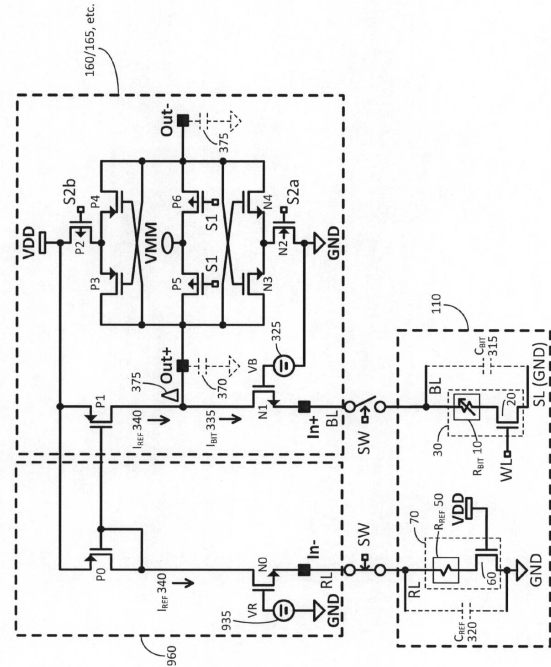 160/165, etc.
VDD
S2b
P2
P3
P4
VMM
P5
P6
S1
S1
N3
N4
N2
S2a
GND
Out+
Out-
375
375
370
P1
P0
IREF 340
IREF 340
IBIT 335
N1
VB
325
In+
BL
N0
VR
935
GND
In-
RL
960
SW
SW
110
BL
CBIT
315
SL (GND)
30
RBIT 10
20
WL
RL
70
RREF 50
VDD
60
CREF
320
GND